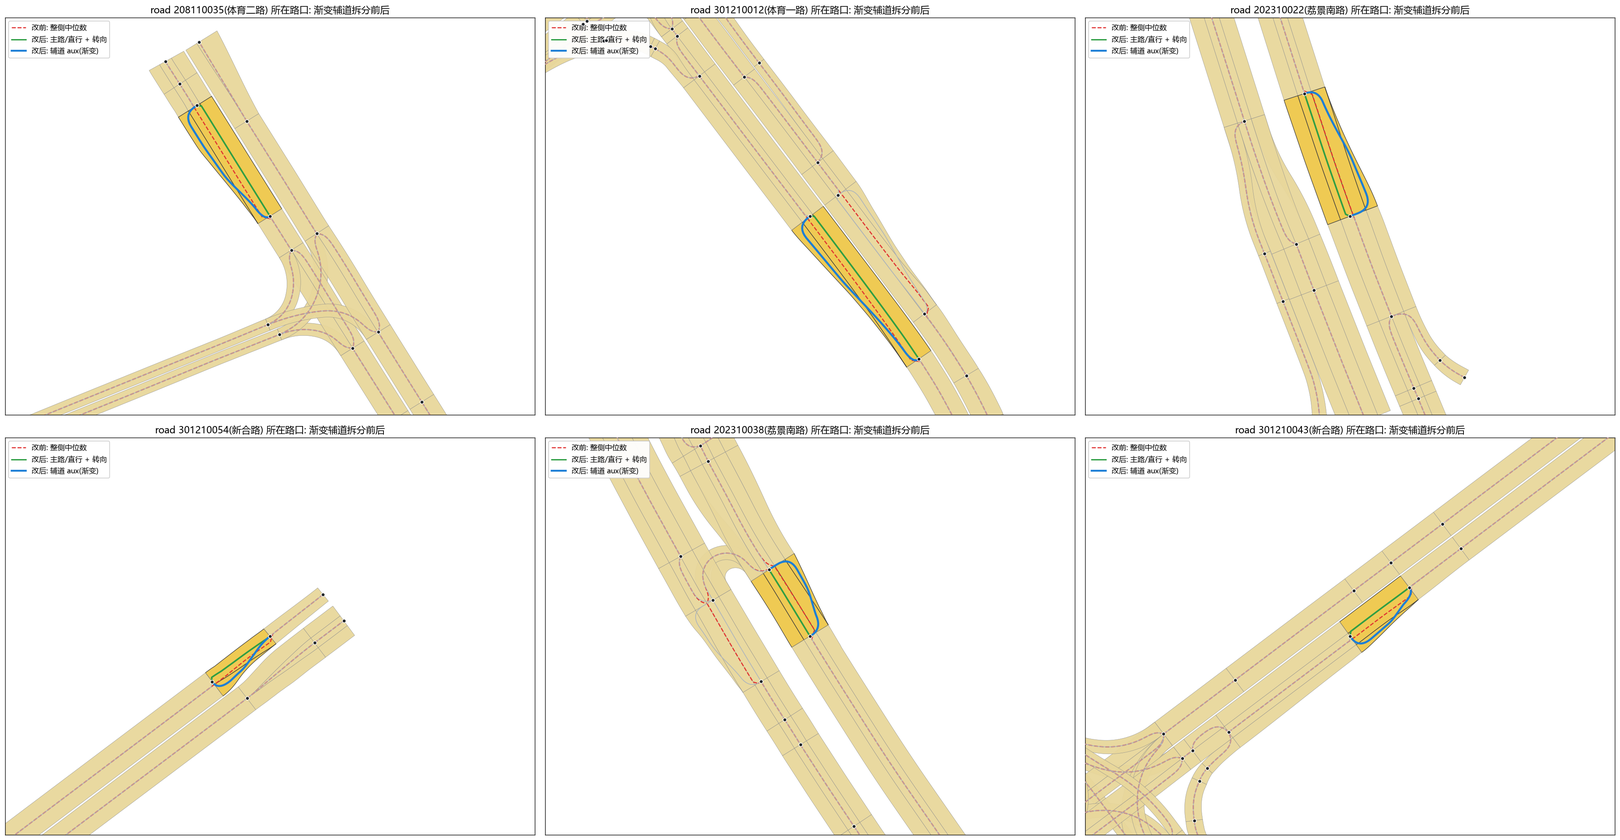 road 208110035(体育二路) 所在路口: 渐变辅道拆分前后
改前: 整侧中位数
改后: 主路/直行 + 转向
改后: 辅道 aux(渐变)
road 301210012(体育一路) 所在路口: 渐变辅道拆分前后
改前: 整侧中位数
改后: 主路/直行 + 转向
改后: 辅道 aux(渐变)
road 202310022(荔景南路) 所在路口: 渐变辅道拆分前后
改前: 整侧中位数
改后: 主路/直行 + 转向
改后: 辅道 aux(渐变)
road 301210054(新合路) 所在路口: 渐变辅道拆分前后
改前: 整侧中位数
改后: 主路/直行 + 转向
改后: 辅道 aux(渐变)
road 202310038(荔景南路) 所在路口: 渐变辅道拆分前后
改前: 整侧中位数
改后: 主路/直行 + 转向
改后: 辅道 aux(渐变)
road 301210043(新合路) 所在路口: 渐变辅道拆分前后
改前: 整侧中位数
改后: 主路/直行 + 转向
改后: 辅道 aux(渐变)